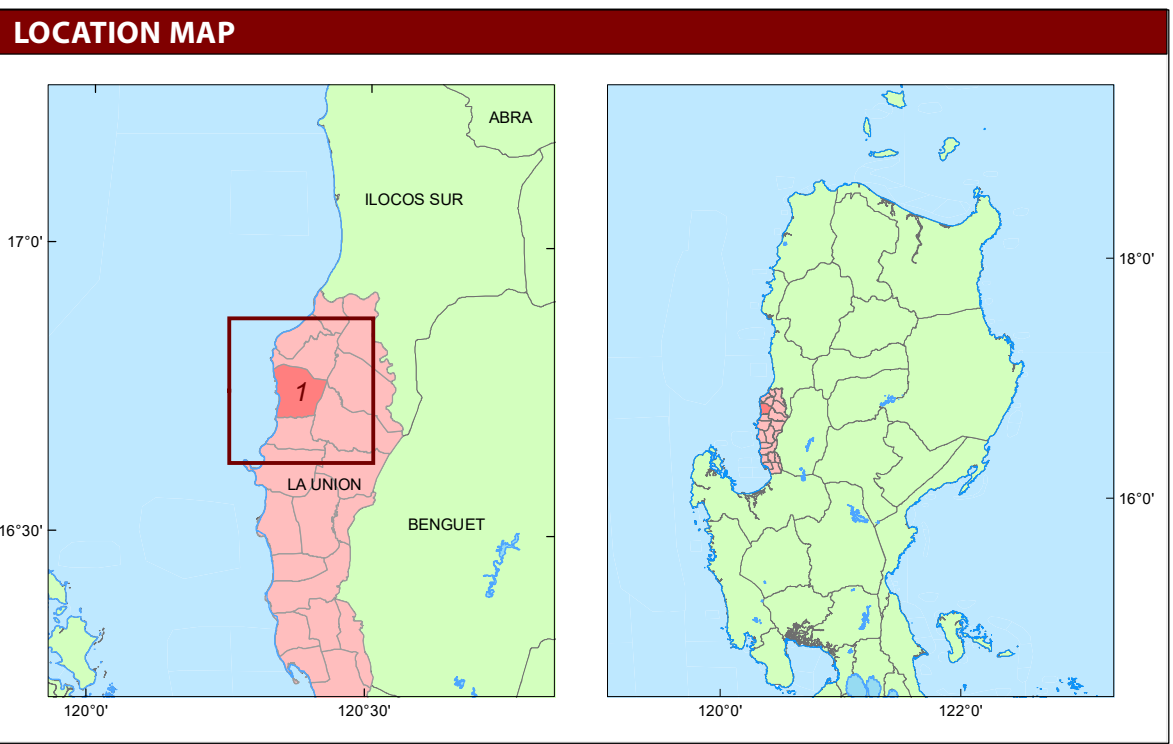 LOCATION MAP
ABRA
ILOCOS SUR
17°0'
18°0'
1
LA UNION
16°0'
BENGUET
16°30'
120°0'
120°30'
120°0'
122°0'